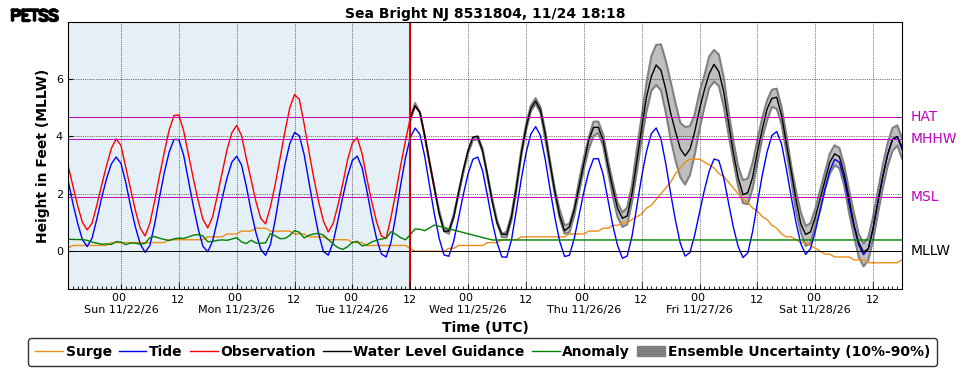 PETSS
Sea Bright NJ 8531804, 11/24 18:18
Height in Feet (MLLW)
6
4
2
0
HAT
MHHW
MSL
MLLW
00 12 00 12 00 12 00 12 00 12 00 12 00 12
Sun 11/22/26 Mon 11/23/26 Tue 11/24/26 Wed 11/25/26 Thu 11/26/26 Fri 11/27/26 Sat 11/28/26
Time (UTC)
Surge Tide Observation Water Level Guidance Anomaly Ensemble Uncertainty (10%-90%)